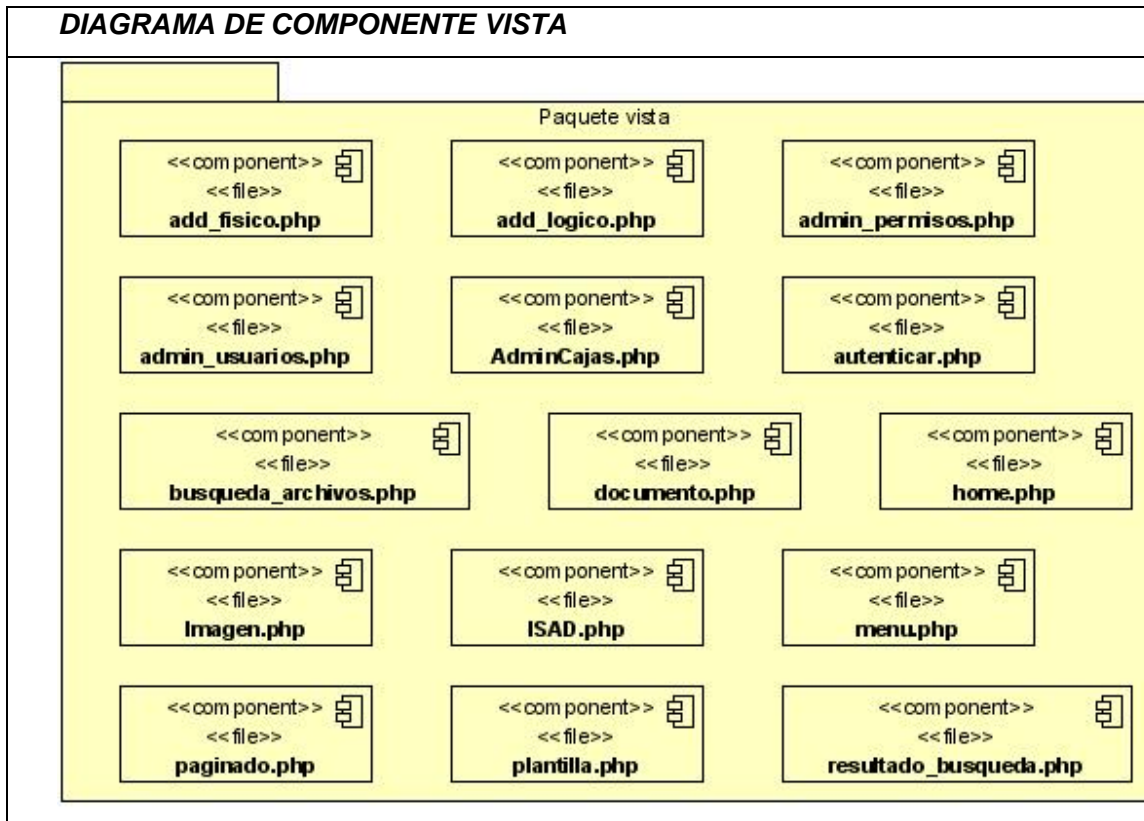 DIAGRAMA DE COMPONENTE VISTA
Paquete vista
<<component>>
<<file>>
add_fisico.php
<<component>>
<<file>>
add_logico.php
<<component>>
<<file>>
admin_permisos.php
<<component>>
<<file>>
admin_usuarios.php
<<component>>
<<file>>
AdminCajas.php
<<component>>
<<file>>
autenticar.php
<<component>>
<<file>>
busqueda_archivos.php
<<component>>
<<file>>
documento.php
<<component>>
<<file>>
home.php
<<component>>
<<file>>
Imagen.php
<<component>>
<<file>>
ISAD.php
<<component>>
<<file>>
menu.php
<<component>>
<<file>>
paginado.php
<<component>>
<<file>>
plantilla.php
<<component>>
<<file>>
resultado_busqueda.php